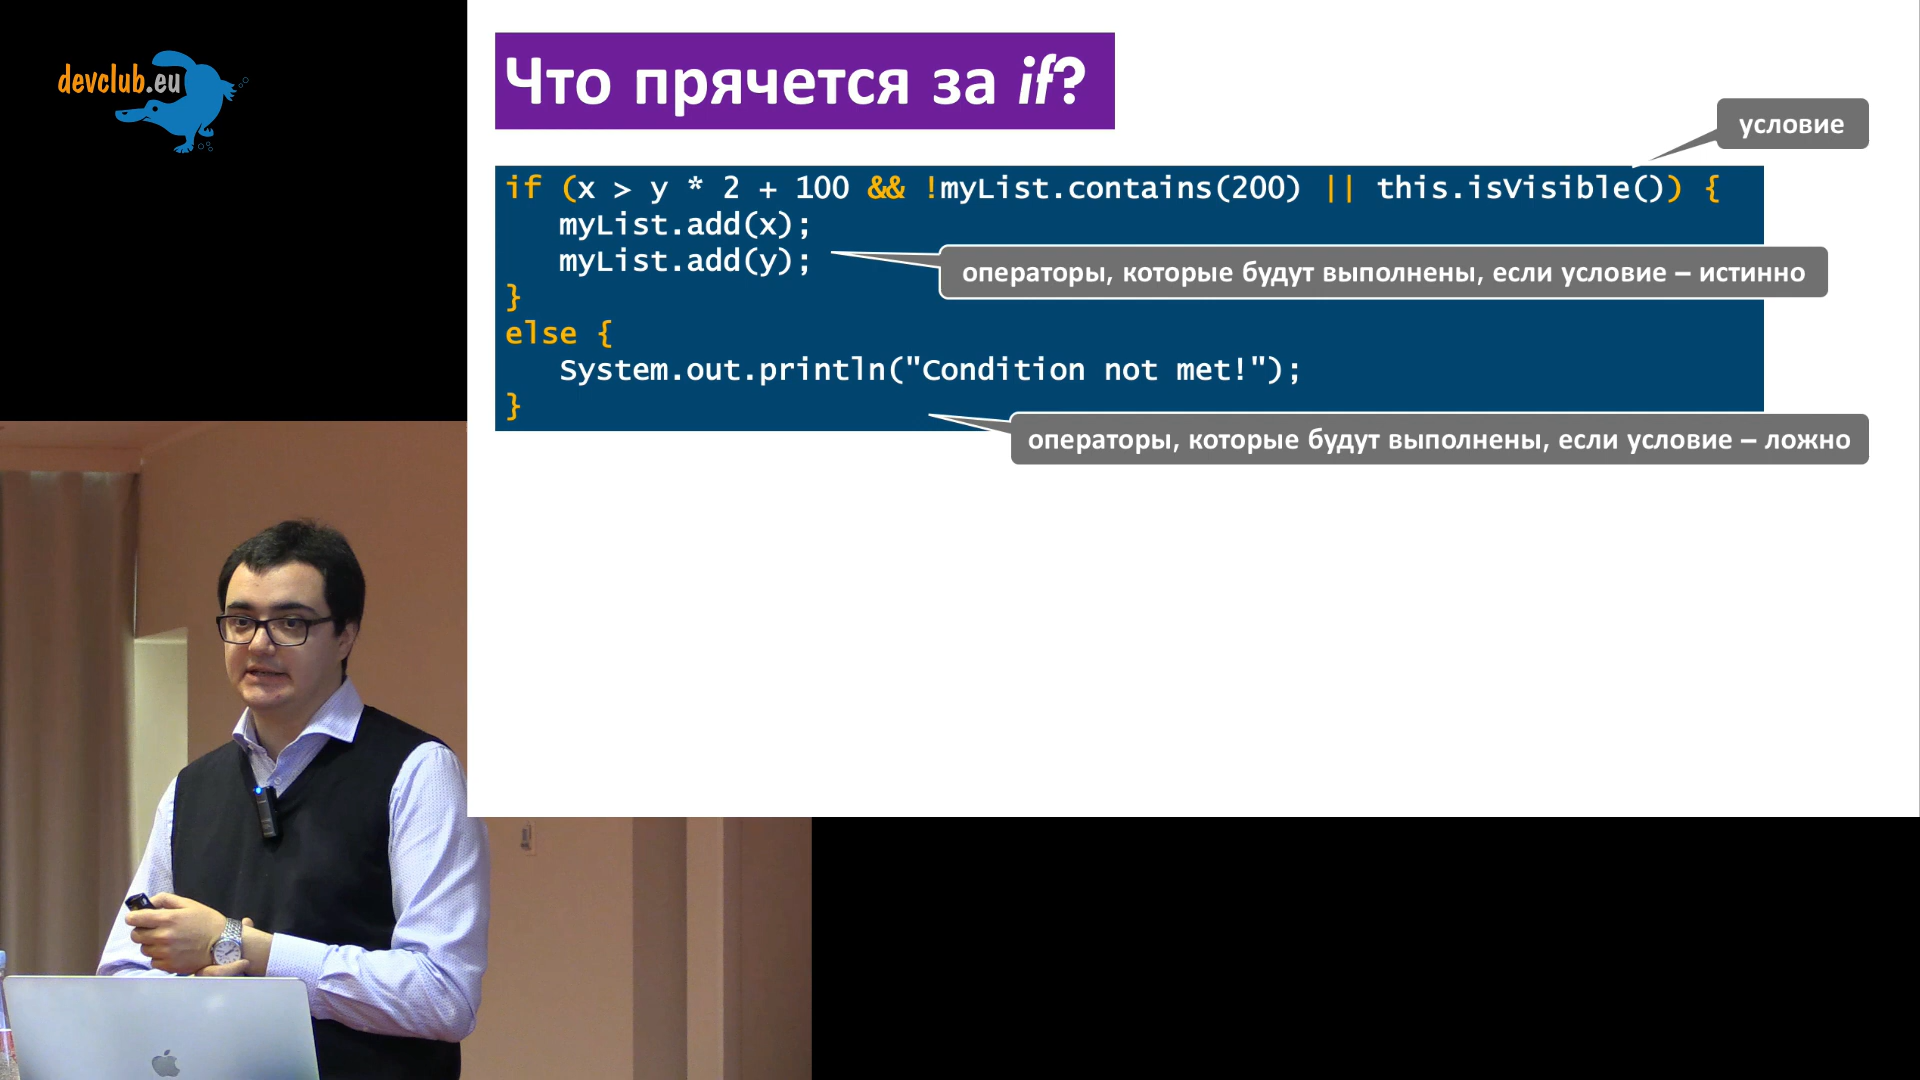 devclub.eu
Что прячется за if?
условие
if (x > y * 2 + 100 && !myList.contains(200) || this.isVisible()) {
myList.add(x);
myList.add(y);
операторы, которые будут выполнены, если условие – истинно
}
else {
System.out.println("Condition not met!");
}
операторы, которые будут выполнены, если условие – ложно